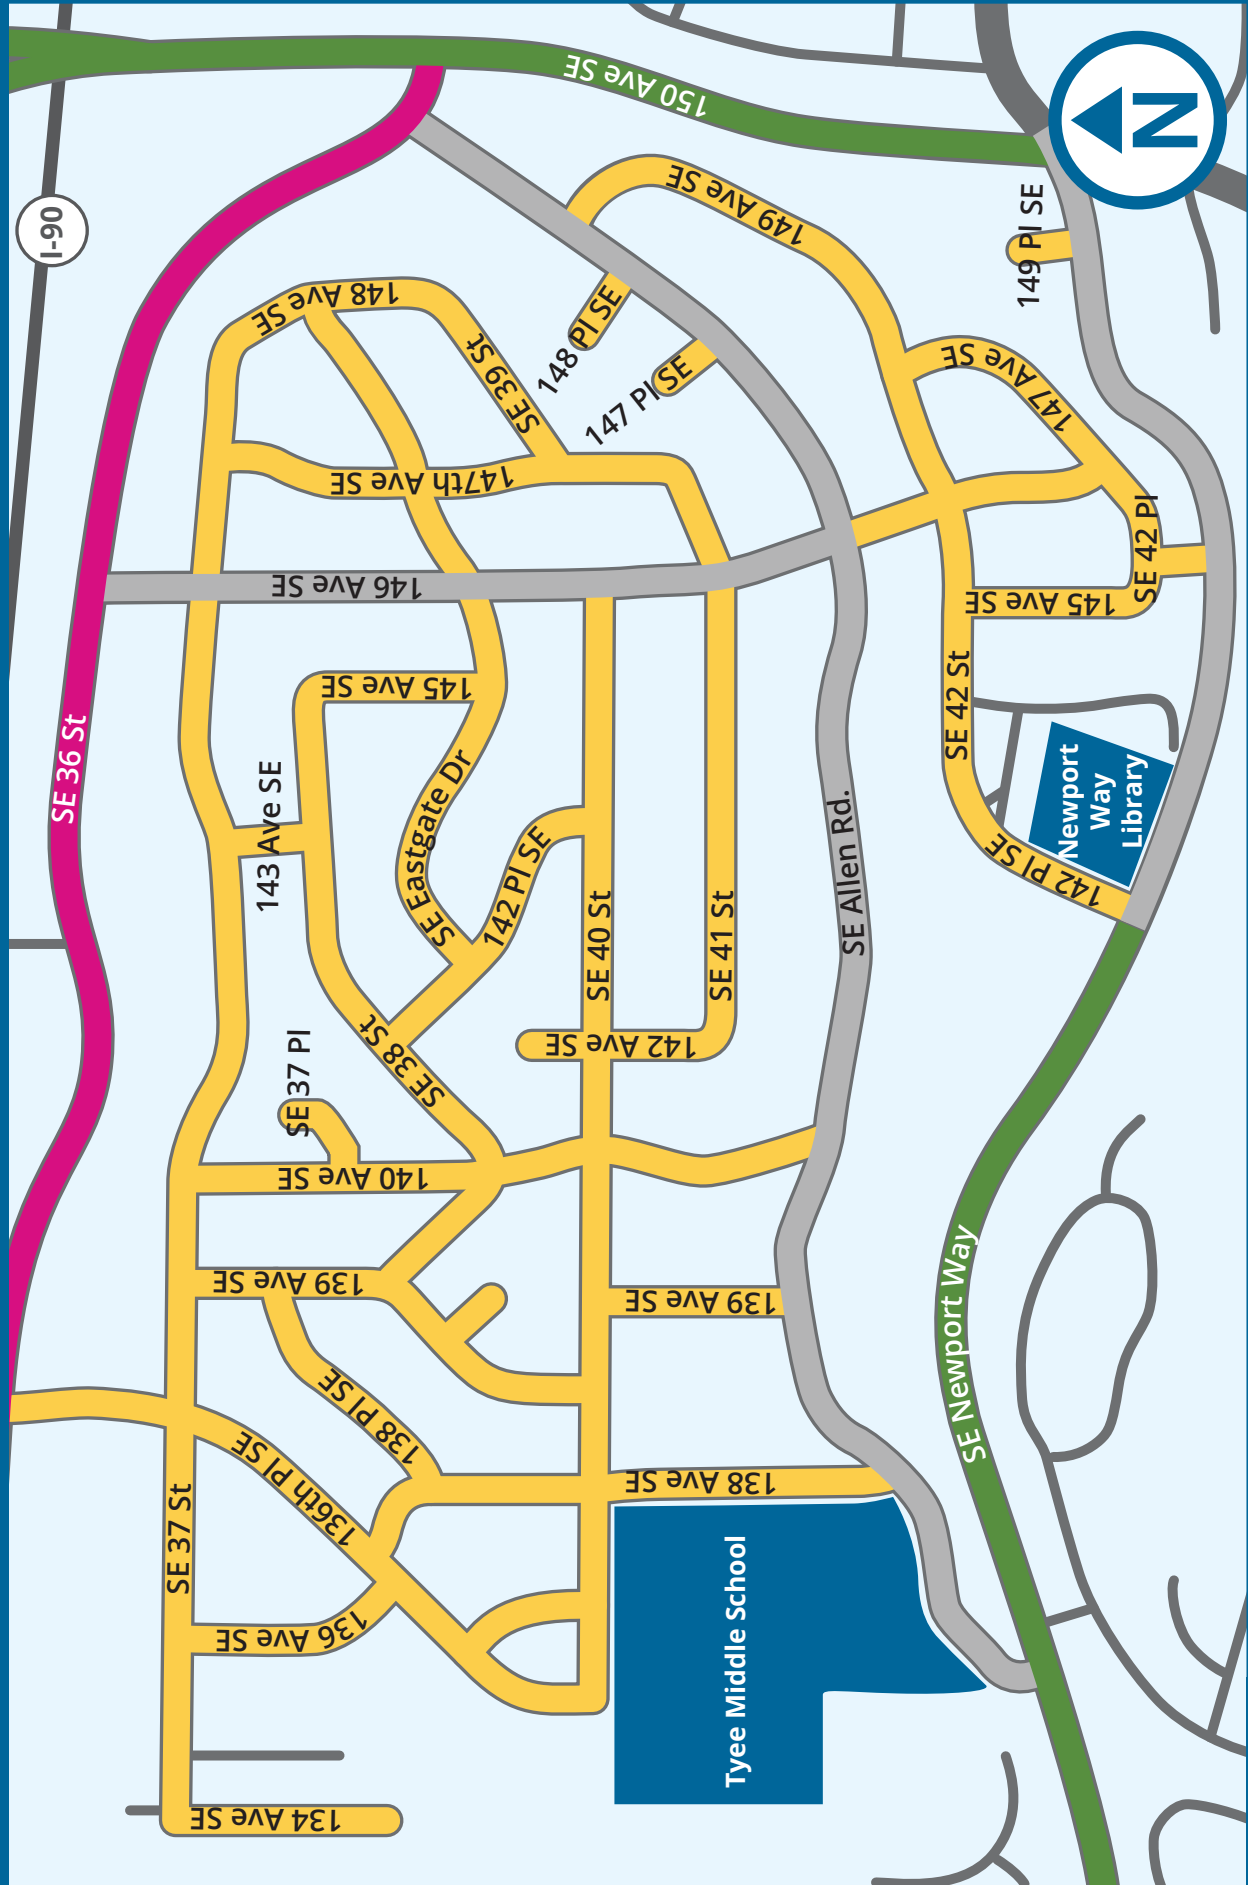 I-90
150 Ave SE
N
SE 36 St
148 Ave SE
SE 39 St
149 Ave SE
149 Pl SE
148 Pl SE
147 Pl SE
147th Ave SE
147 Ave SE
146 Ave SE
SE 42 Pl
145 Ave SE
145 Ave SE
SE 42 St
143 Ave SE
SE Eastgate Dr
142 Pl SE
SE 40 St
SE 41 St
SE Allen Rd.
Newport
Way
Library
142 Pl SE
SE 38 St
142 Ave SE
SE 37 Pl
140 Ave SE
139 Ave SE
139 Ave SE
SE Newport Way
138 Pl SE
138 Ave SE
136th Pl SE
SE 37 St
136 Ave SE
Tyee Middle School
134 Ave SE